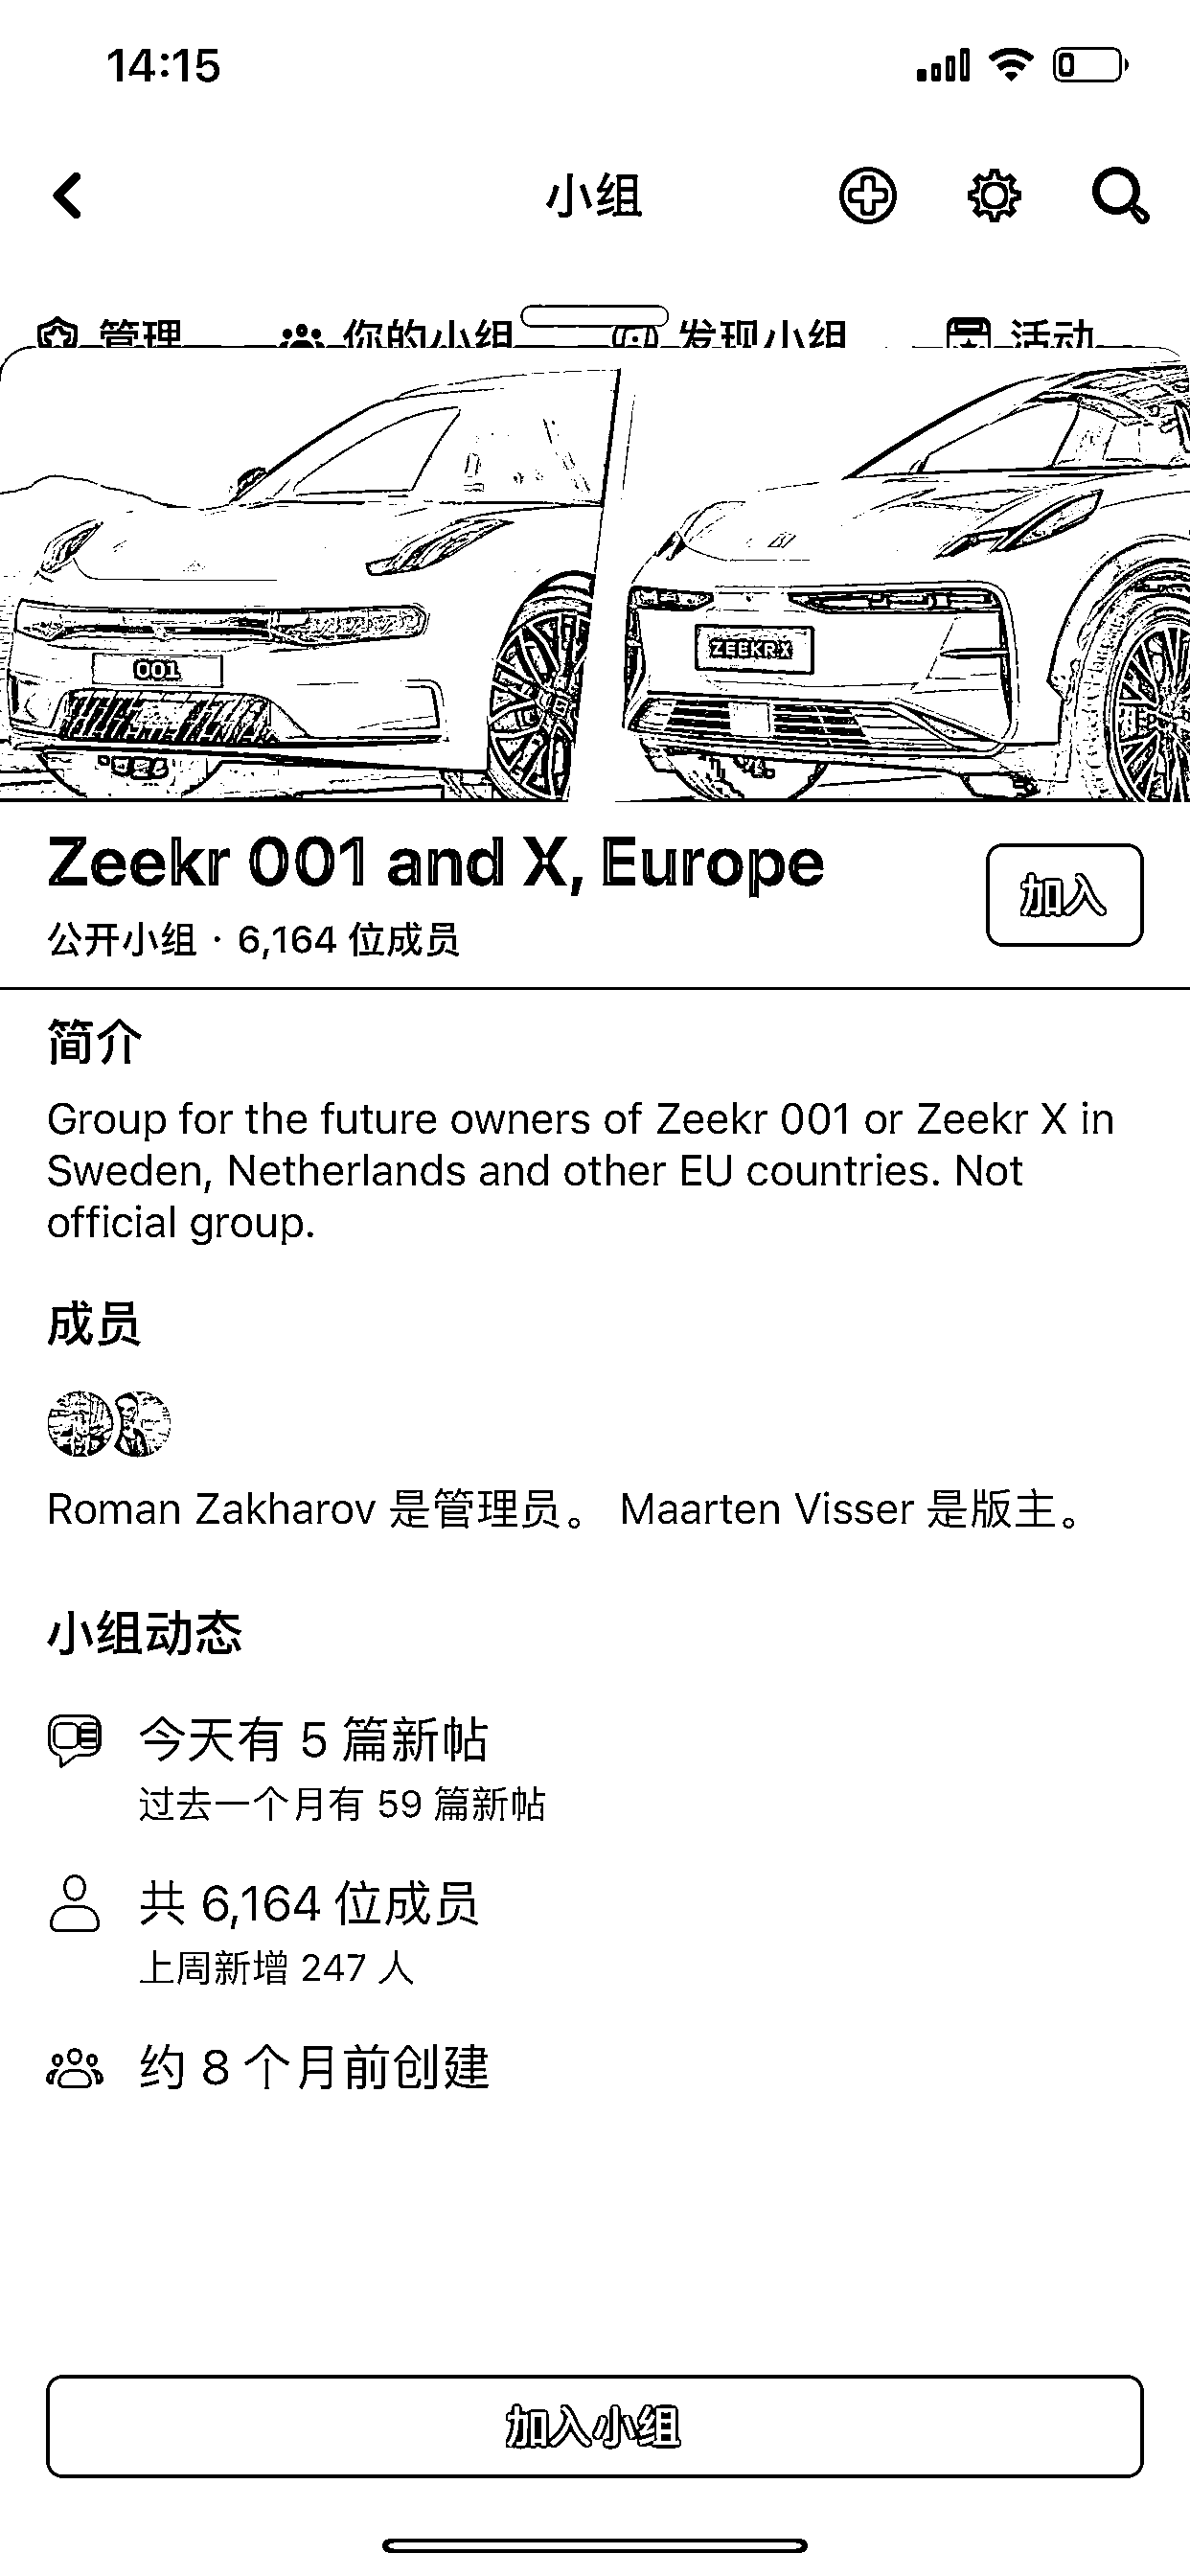 14:15
小组
管理 你的小组 发现小组 活动
001
ZEEKR X
Zeekr 001 and X, Europe
加入
公开小组 · 6,164 位成员
简介
Group for the future owners of Zeekr 001 or Zeekr X in
Sweden, Netherlands and other EU countries. Not
official group.
成员
Roman Zakharov 是管理员。 Maarten Visser 是版主。
小组动态
今天有 5 篇新帖
过去一个月有 59 篇新帖
共 6,164 位成员
上周新增 247 人
约 8 个月前创建
加入小组